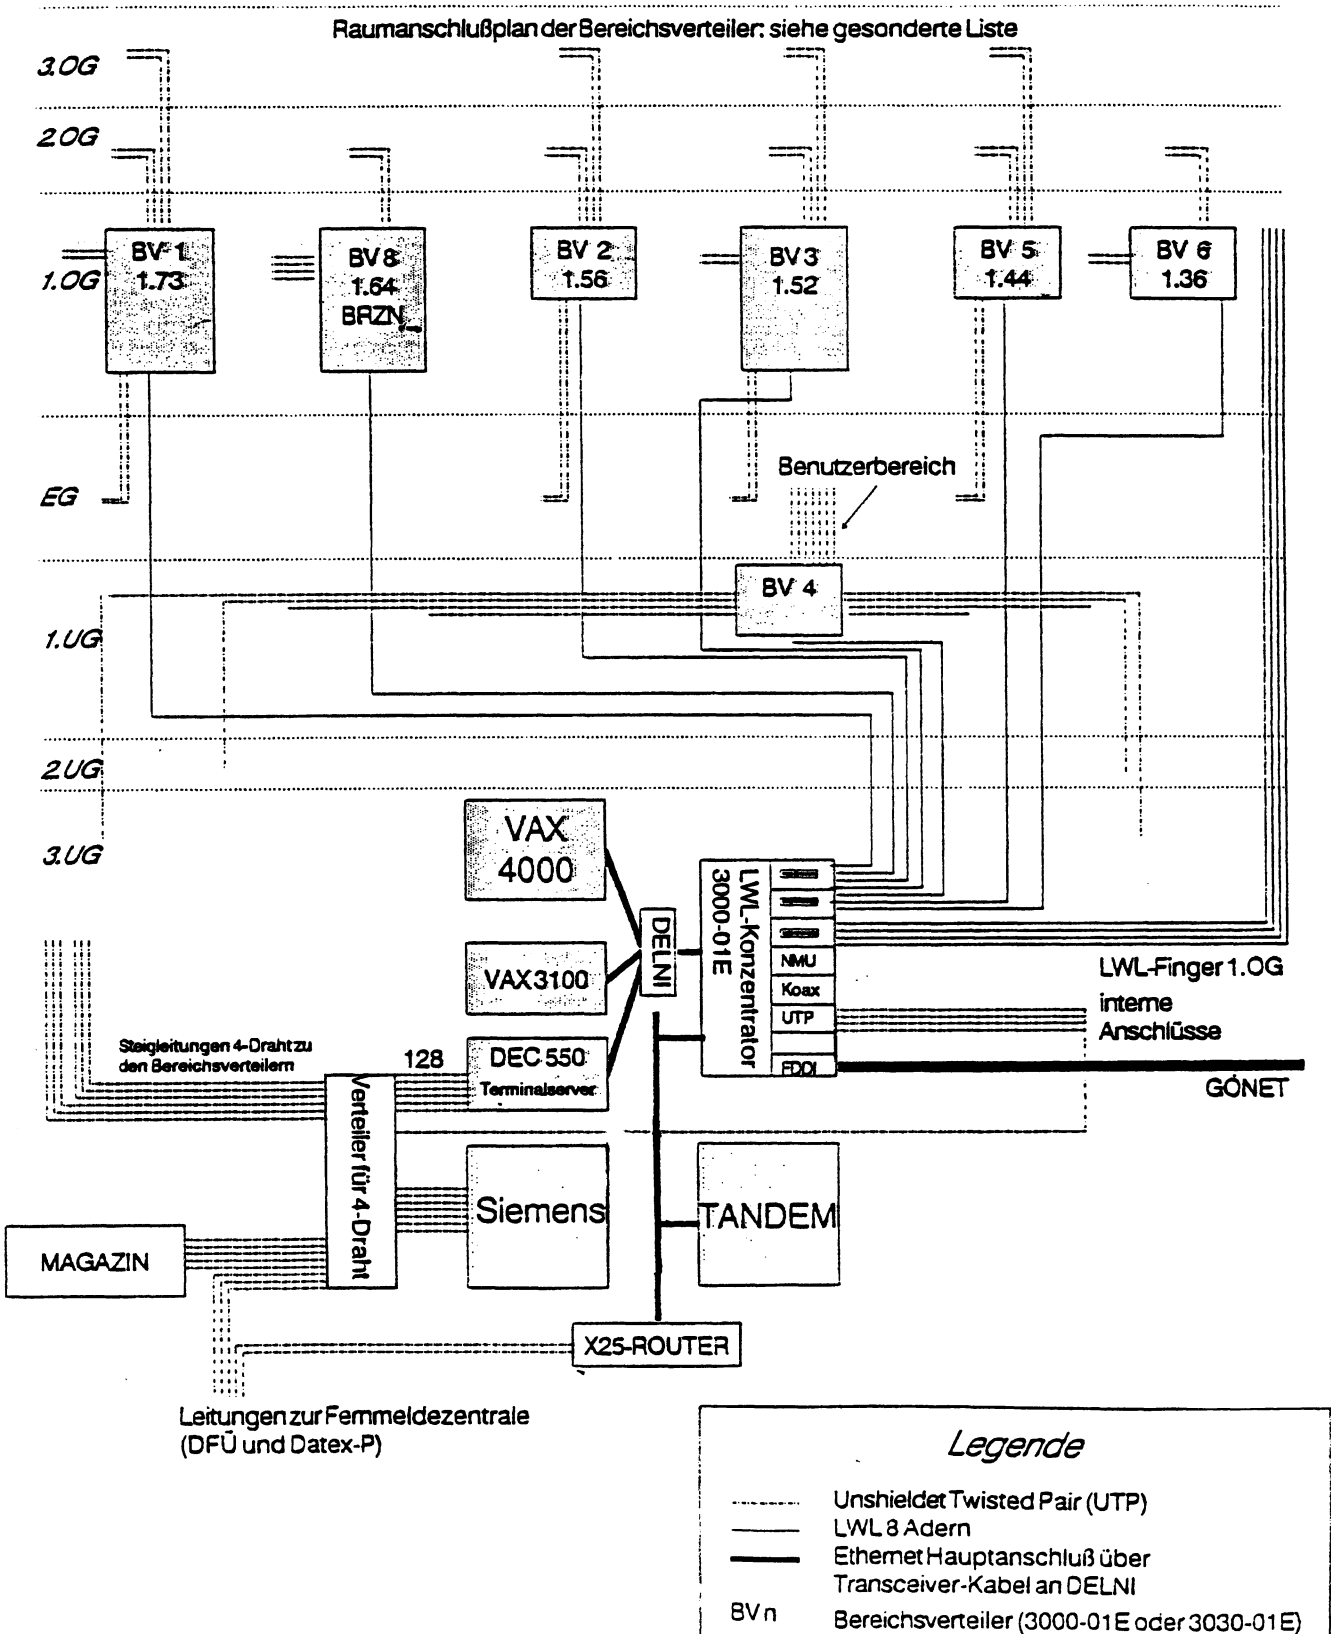 Raumanschlußplan der Bereichsverteiler: siehe gesonderte Liste
3.OG
2.OG
1.OG
BV 1
1.73
BV 8
1.64
BRZN
BV 2
1.56
BV 3
1.52
BV 5
1.44
BV 6
1.36
EG
Benutzerbereich
BV 4
1.UG
2.UG
3.UG
VAX
4000
VAX 3100
DELNI
LWL-Konzentrator
3000-01E
NMU
Koax
UTP
FDDI
LWL-Finger 1.OG
interne
Anschlüsse
GÖNET
Steigleitungen 4-Draht zu
den Bereichsverteilern
128
DEC 550
Terminalserver
Verteiler für 4-Draht
Siemens
TANDEM
MAGAZIN
X25-ROUTER
Leitungen zur Fernmeldezentrale
(DFÜ und Datex-P)
Legende
Unshieldet Twisted Pair (UTP)
LWL 8 Adern
Ethernet Hauptanschluß über
Transceiver-Kabel an DELNI
BV n Bereichsverteiler (3000-01E oder 3030-01E)